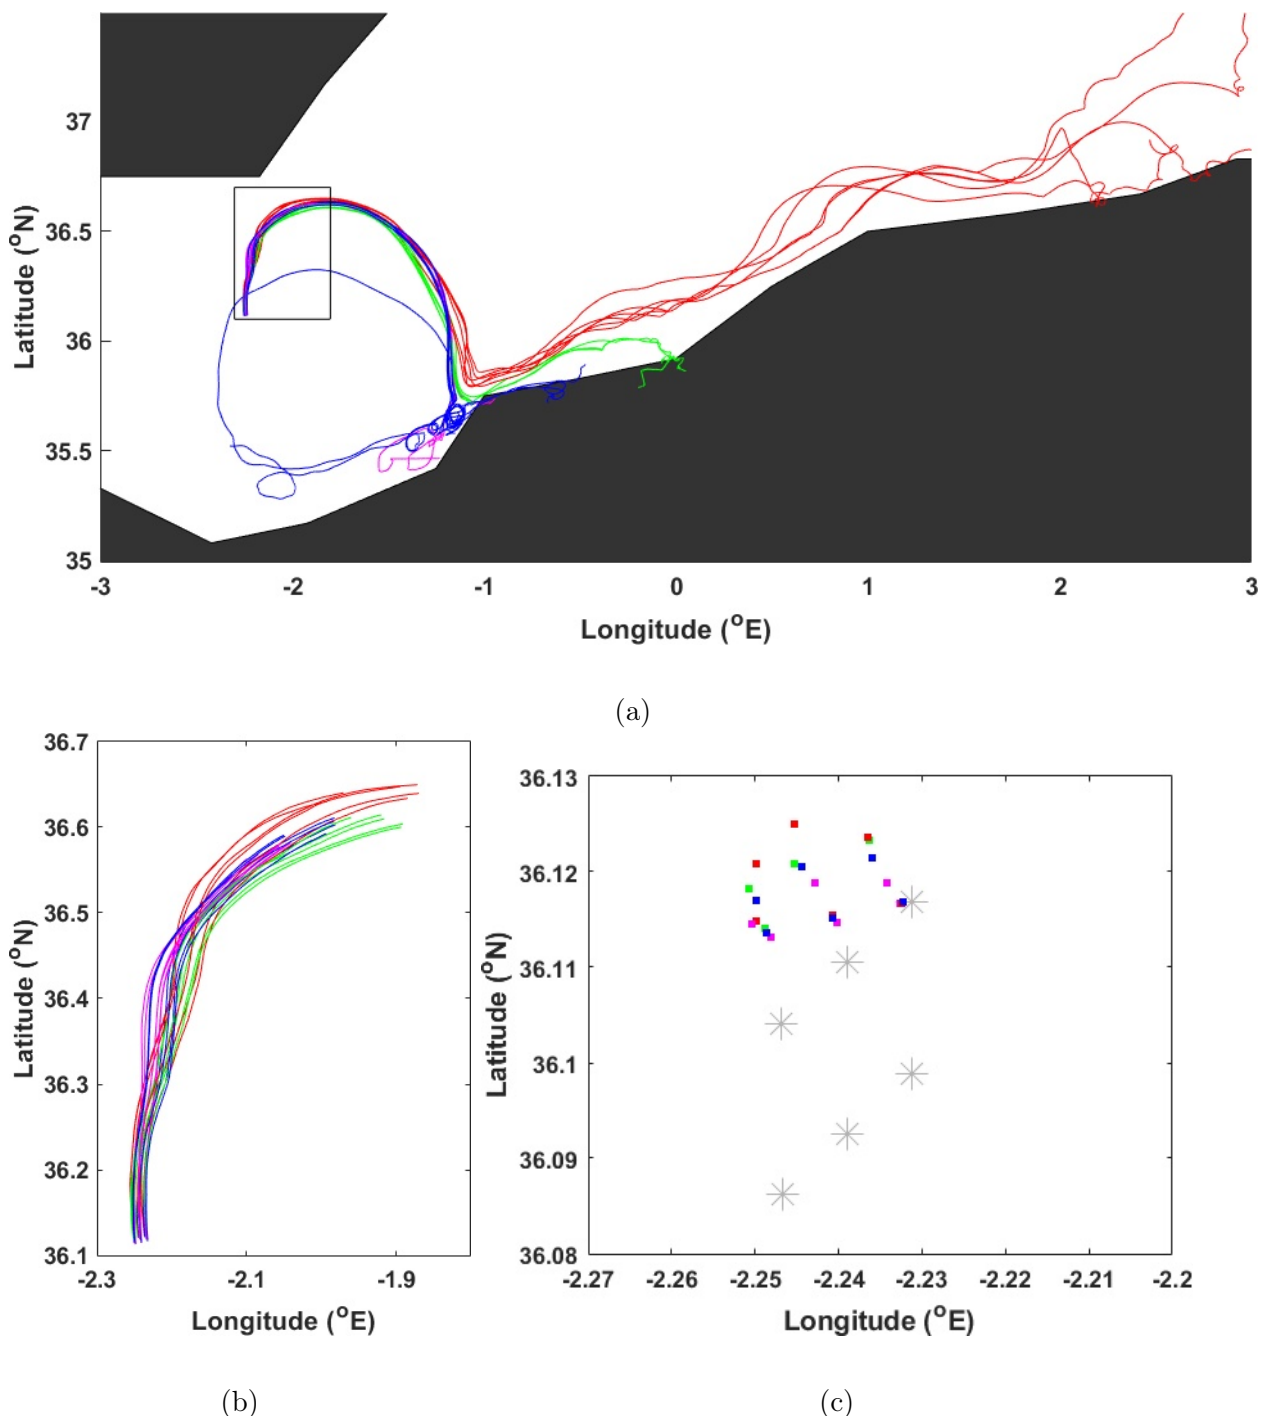 37
36.5
36
35.5
35
Latitude (°N)
-3 -2 -1 0 1 2 3
Longitude (°E)
(a)
36.7
36.6
36.5
36.4
36.3
36.2
36.1
Latitude (°N)
-2.3 -2.1 -1.9
Longitude (°E)
(b)
36.13
36.12
36.11
36.1
36.09
36.08
Latitude (°N)
-2.27 -2.26 -2.25 -2.24 -2.23 -2.22 -2.21 -2.2
Longitude (°E)
(c)